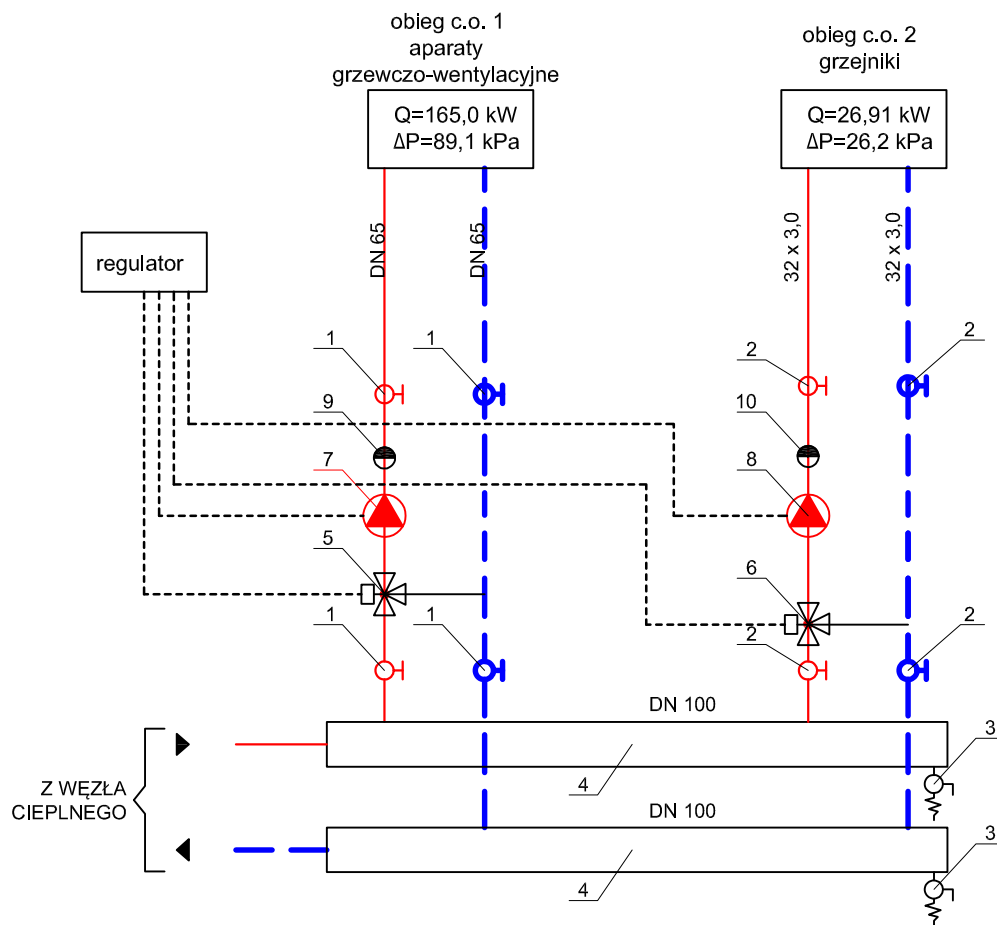 obieg c.o. 1
aparaty
grzewczo-wentylacyjne
obieg c.o. 2
grzejniki
Q=165,0 kW
ΔP=89,1 kPa
Q=26,91 kW
ΔP=26,2 kPa
DN 65
DN 65
32 x 3,0
32 x 3,0
regulator
1
1
2
2
9
10
7
8
5
6
1
1
2
2
DN 100
3
4
Z WĘZŁA
CIEPLNEGO
DN 100
3
4